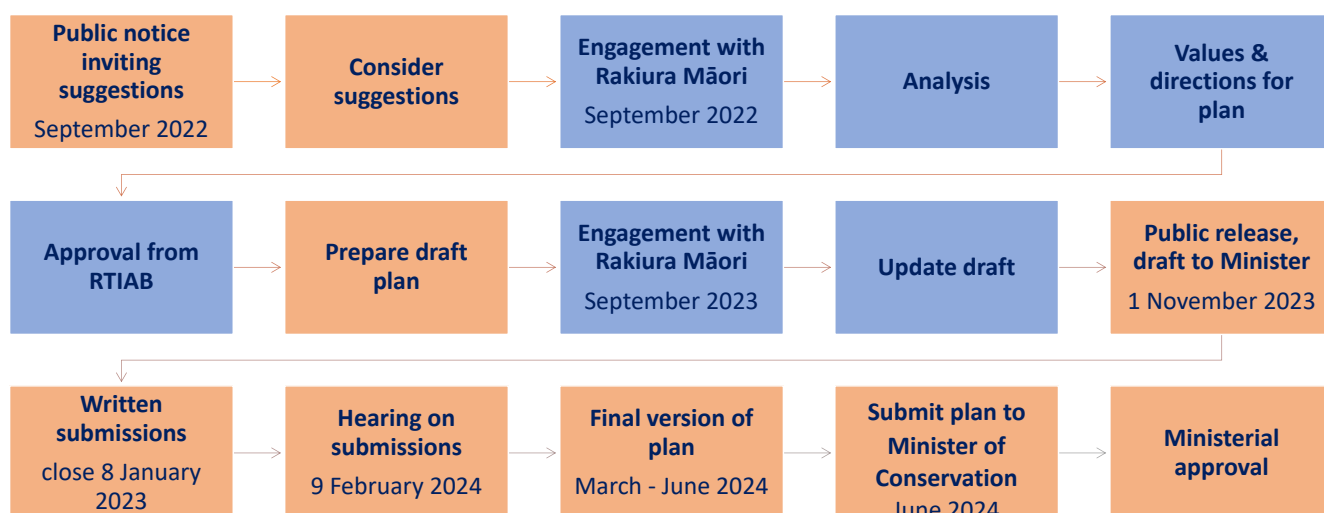 Public notice
inviting
suggestions
September 2022
Consider
suggestions
Engagement with
Rakiura Māori
September 2022
Analysis
Values &
directions for
plan
Approval from
RTIAB
Prepare draft
plan
Engagement with
Rakiura Māori
September 2023
Update draft
Public release,
draft to Minister
1 November 2023
Written
submissions
close 8 January
2023
Hearing on
submissions
9 February 2024
Final version of
plan
March - June 2024
Submit plan to
Minister of
Conservation
June 2024
Ministerial
approval